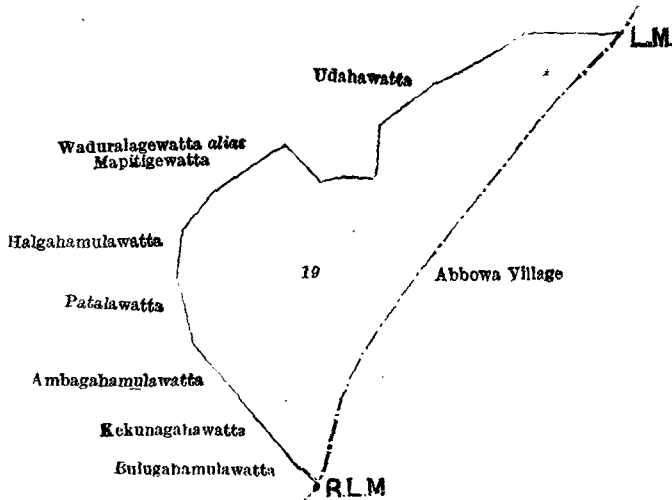 L.M.
Udahawatta
Waduralagewatta alias
Mapitigewatta
Halgahamulawatta
19
Abbowa Village
Patalawatta
Ambagahamulawatta
Kekunagahawatta
Bulugahamulawatta
R.L.M